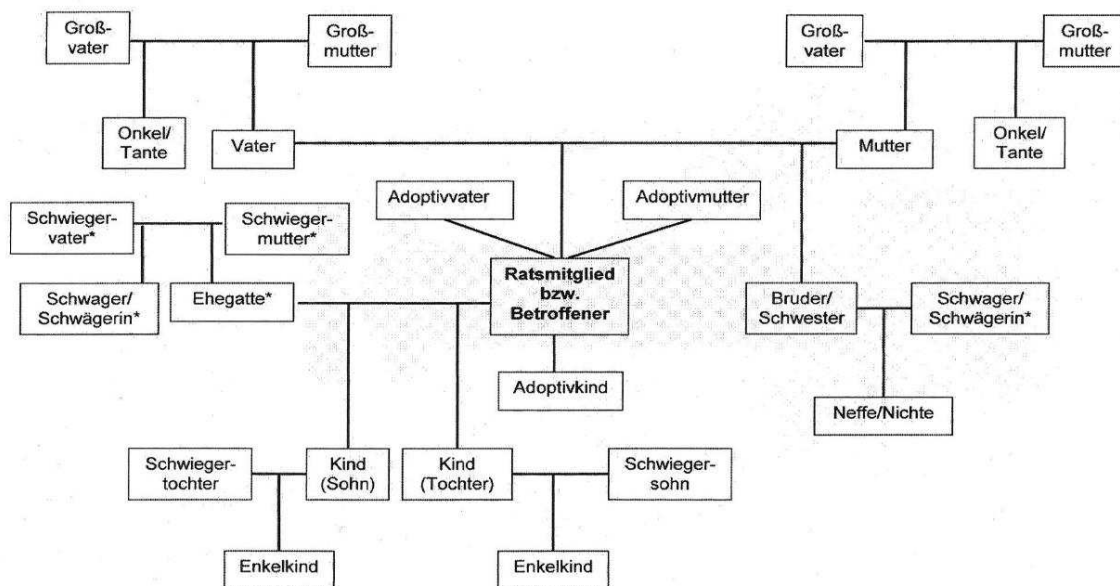 Groß-
vater
Groß-
mutter
Groß-
vater
Groß-
mutter
Onkel/
Tante
Vater
Mutter
Onkel/
Tante
Adoptivvater
Adoptivmutter
Schwieger-
vater*
Schwieger-
mutter*
Ratsmitglied
bzw.
Betroffener
Schwager/
Schwägerin*
Ehegatte*
Bruder/
Schwester
Schwager/
Schwägerin*
Adoptivkind
Neffe/Nichte
Schwieger-
tochter
Kind
(Sohn)
Kind
(Tochter)
Schwieger-
sohn
Enkelkind
Enkelkind